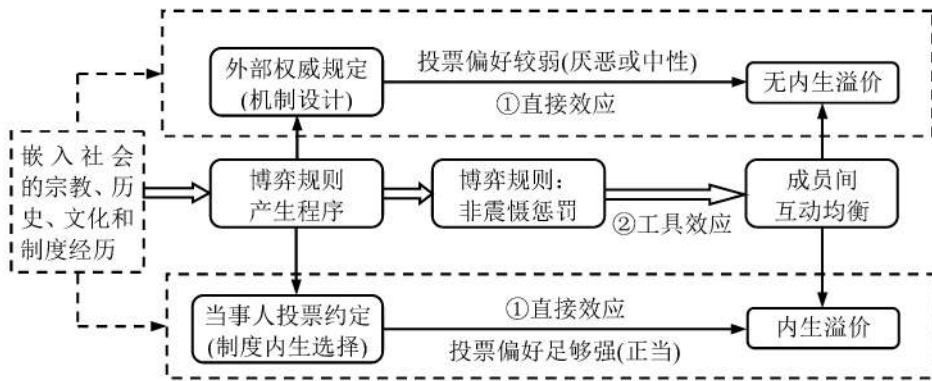 外部权威规定
(机制设计)
投票偏好较弱(厌恶或中性)
①直接效应
无内生溢价
嵌入社会
的宗教、历
史、文化和
制度经历
博弈规则
产生程序
博弈规则：
非震慑惩罚
②工具效应
成员间
互动均衡
当事人投票约定
(制度内生选择)
①直接效应
投票偏好足够强(正当)
内生溢价